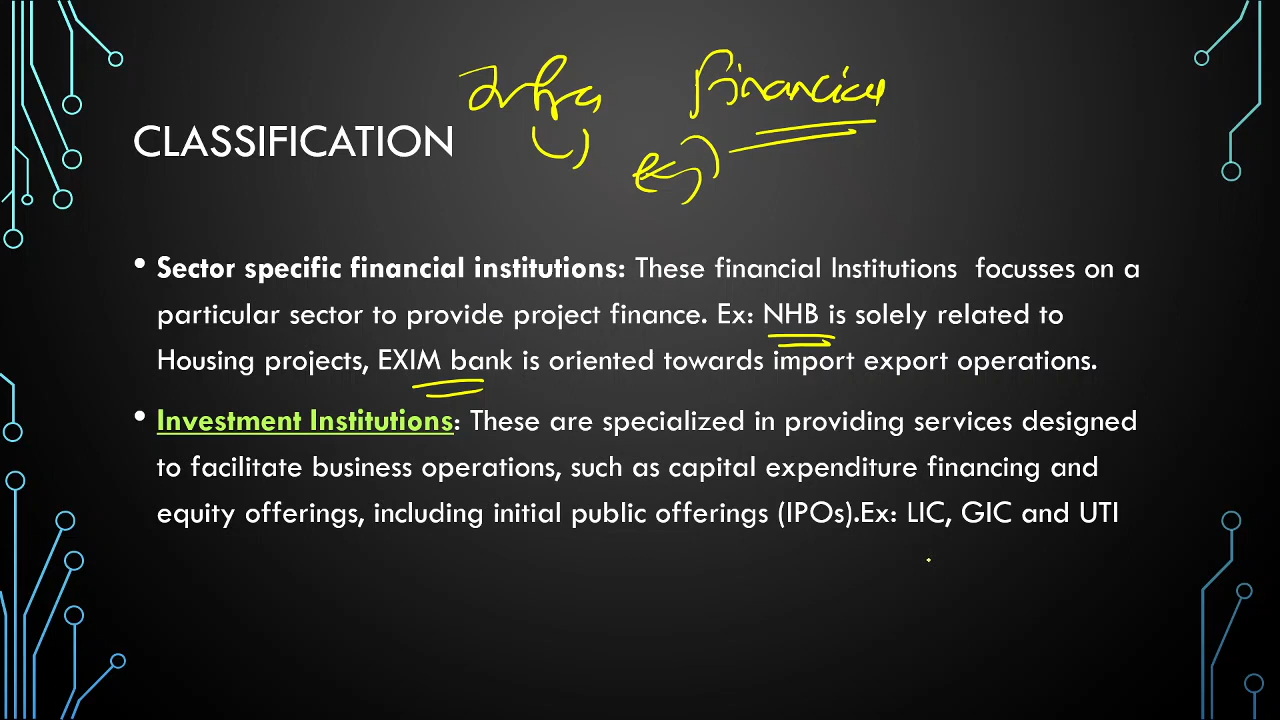 Infra financial
eg)
CLASSIFICATION
• Sector specific financial institutions: These financial Institutions focusses on a
particular sector to provide project finance. Ex: NHB is solely related to
Housing projects, EXIM bank is oriented towards import export operations.
• Investment Institutions: These are specialized in providing services designed
to facilitate business operations, such as capital expenditure financing and
equity offerings, including initial public offerings (IPOs).Ex: LIC, GIC and UTI